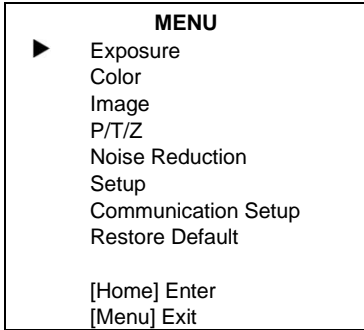 MENU
Exposure
Color
Image
P/T/Z
Noise Reduction
Setup
Communication Setup
Restore Default
[Home] Enter
[Menu] Exit